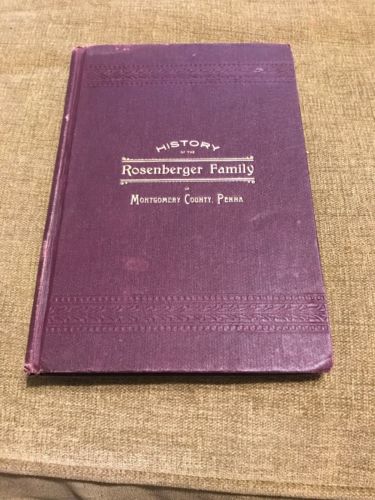 HISTORY
OF THE
Rosenberger Family
OF
MONTGOMERY COUNTY, PENNA